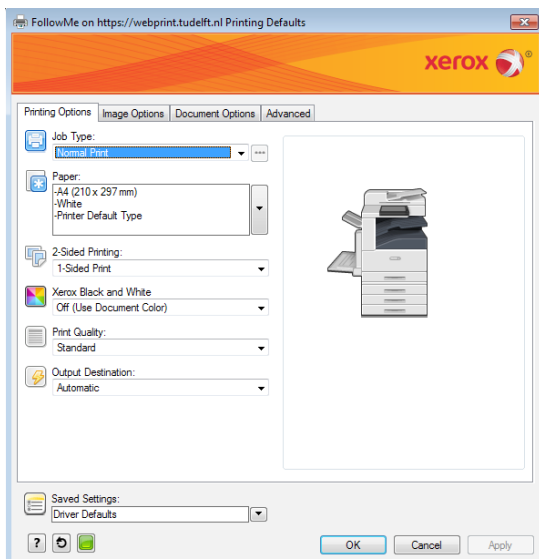 FollowMe on https://webprint.tudelft.nl Printing Defaults
xerox
Printing Options Image Options Document Options Advanced
Job Type:
Normal Print
Paper:
-A4 (210 x 297 mm)
-White
-Printer Default Type
2-Sided Printing:
1-Sided Print
Xerox Black and White
Off (Use Document Color)
Print Quality:
Standard
Output Destination:
Automatic
Saved Settings:
Driver Defaults
? OK Cancel Apply